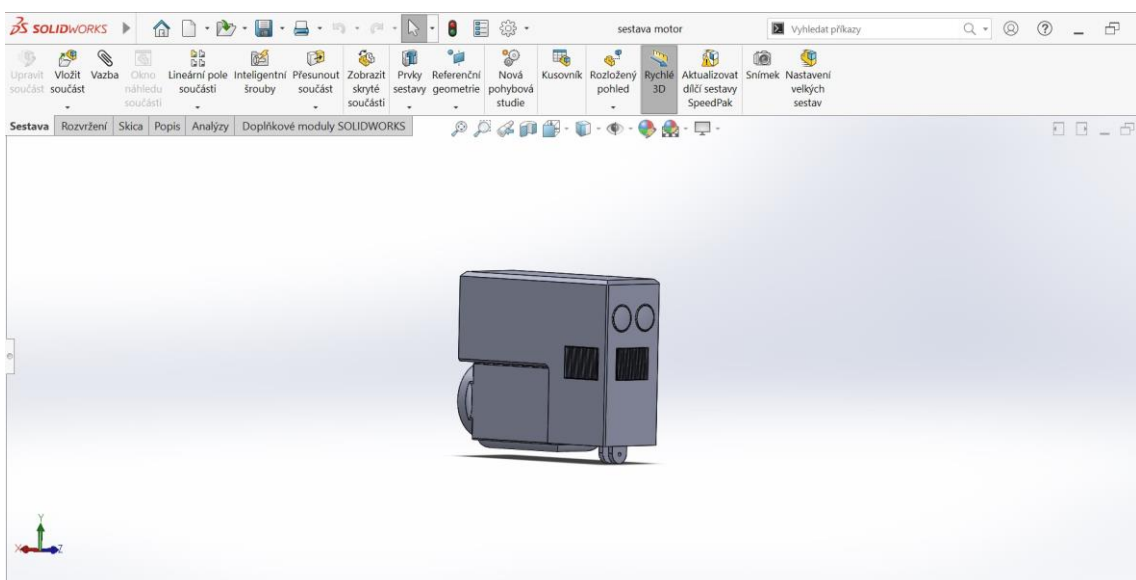 SOLIDWORKS sestava motor Vyhledat příkazy
Upravit Vložit Vazba Okno Lineární pole Inteligentní Přesunout Zobrazit Prvky Referenční Nová Kusovník Rozložený Rychlé Aktualizovat Snímek Nastavení
součást součást náhledu součásti šrouby součást skryté sestavy geometrie pohybová pohled 3D dílčí sestavy velkých
součásti součásti studie SpeedPak sestav
Sestava Rozvržení Skica Popis Analýzy Doplňkové moduly SOLIDWORKS
Y
X Z